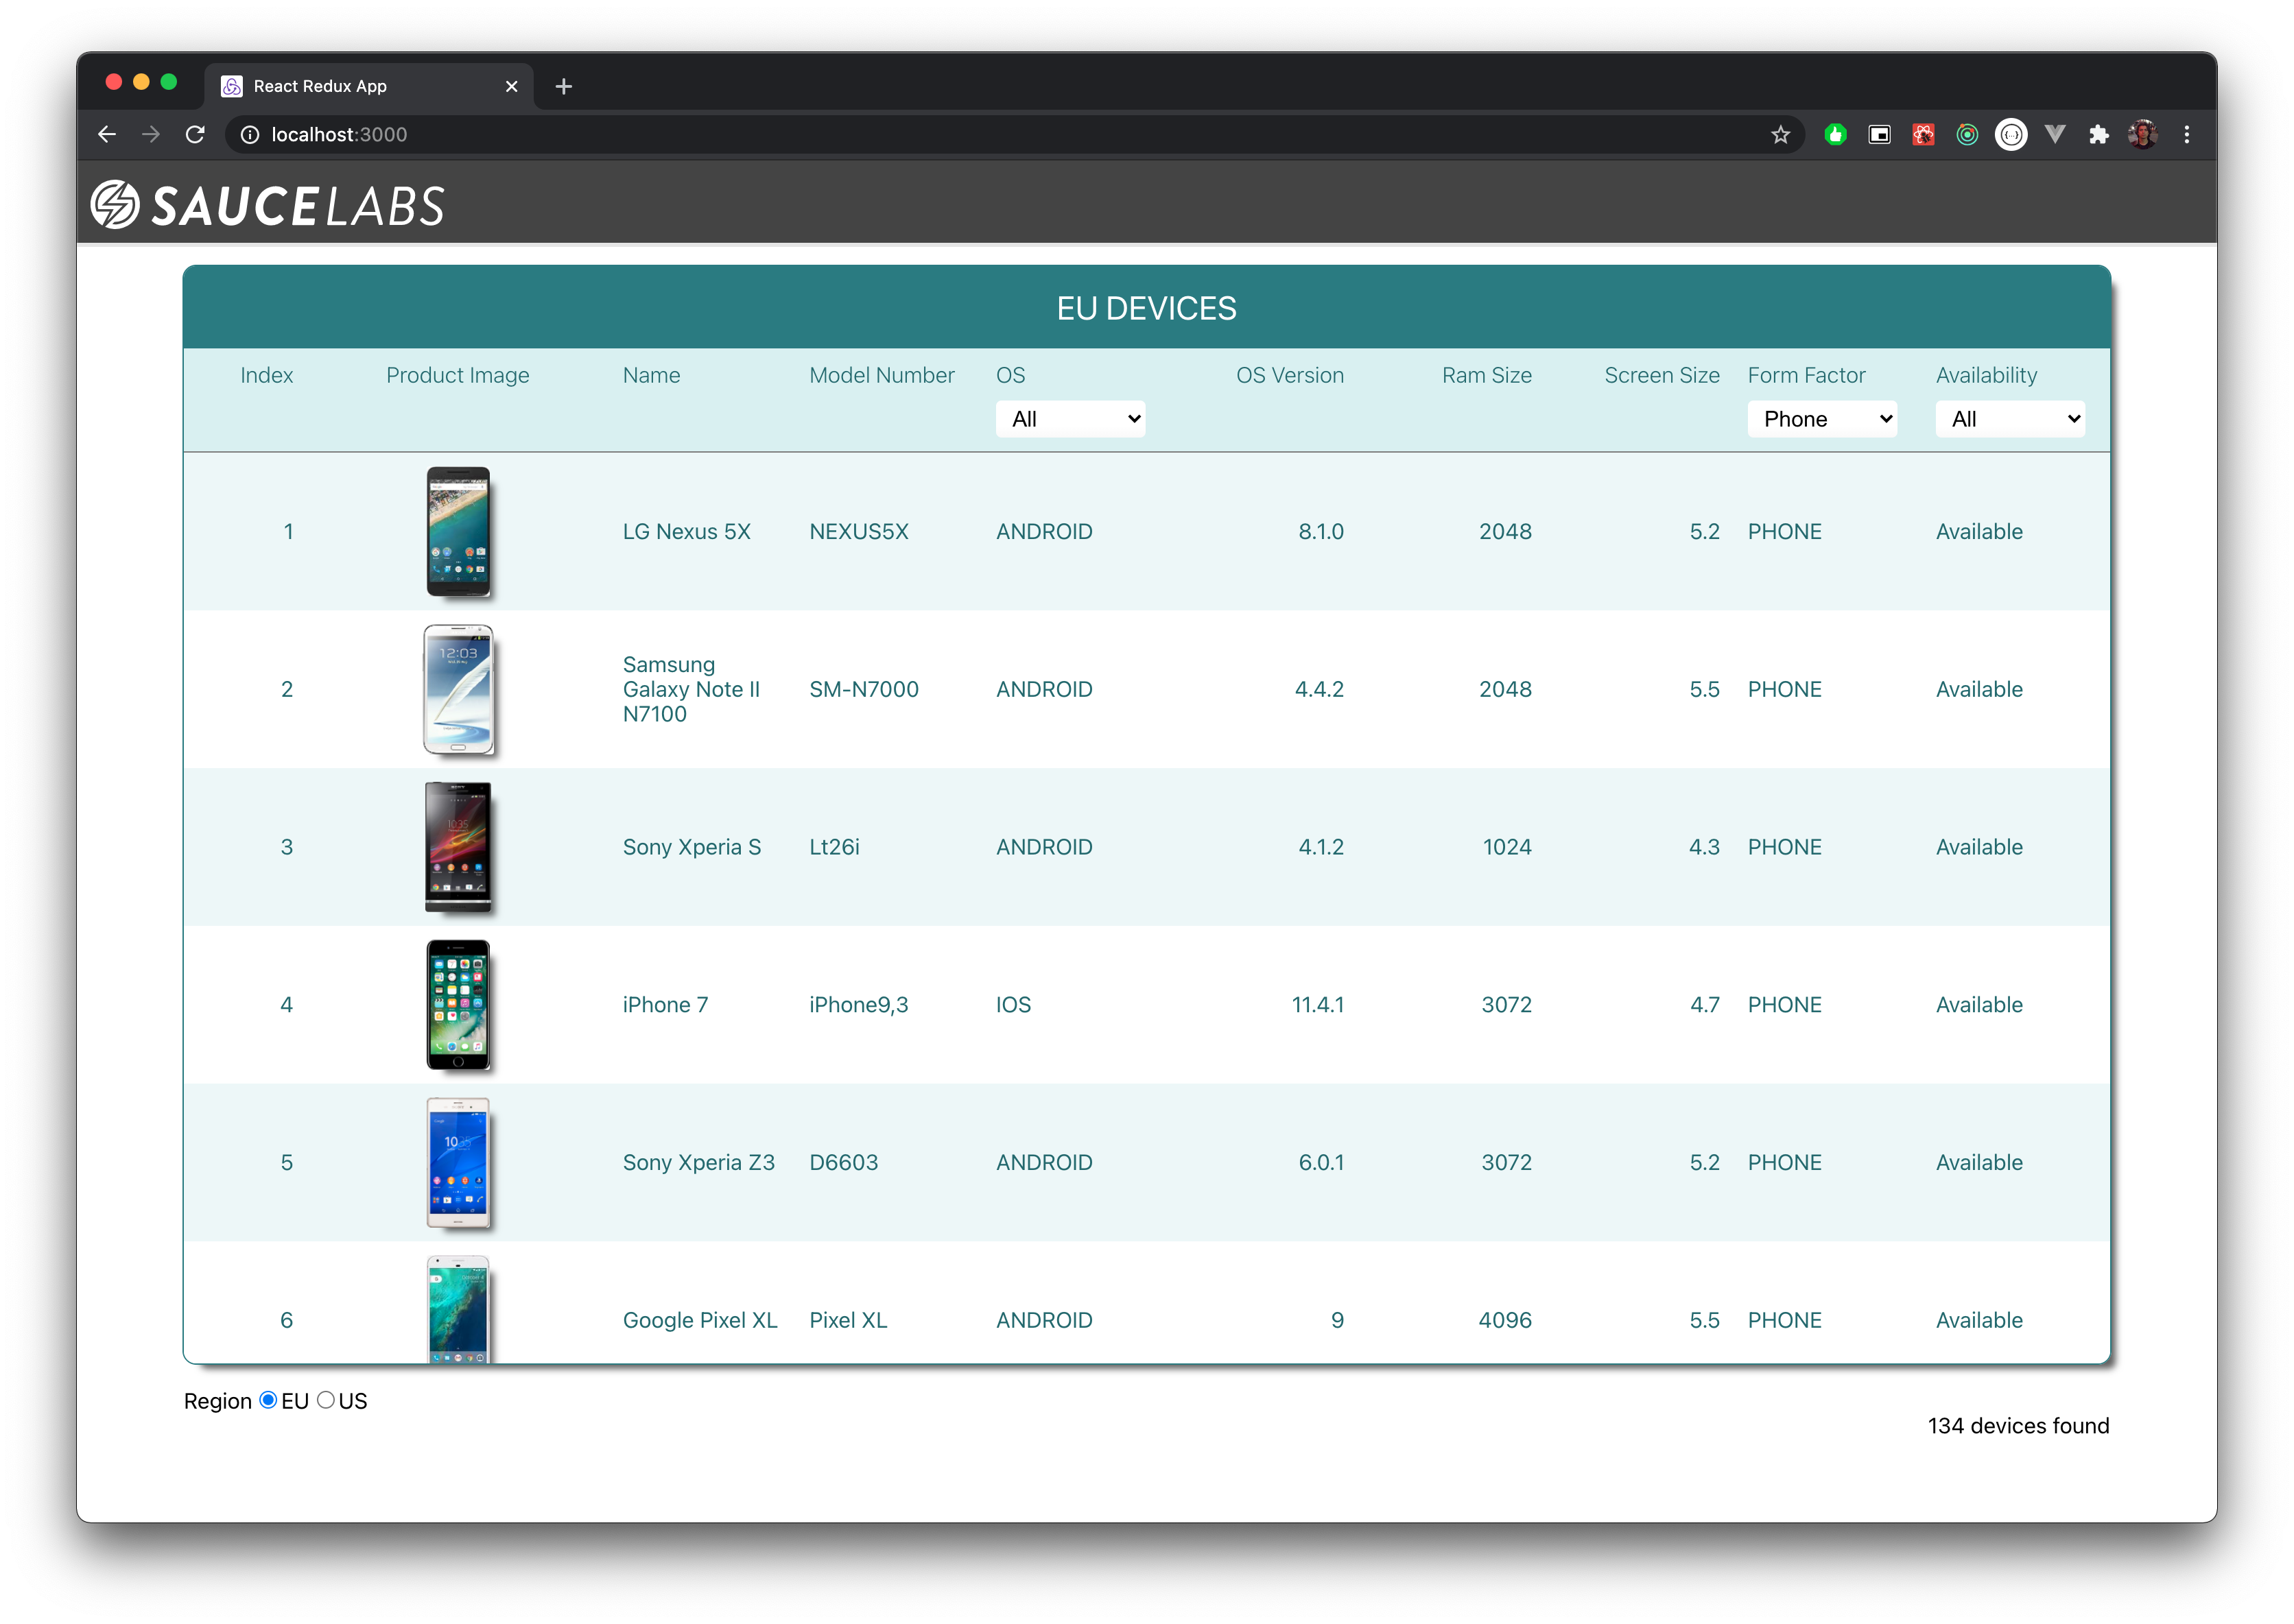 React Redux App
localhost:3000
SAUCELABS
EU DEVICES
Index Product Image Name Model Number OS OS Version Ram Size Screen Size Form Factor Availability
All Phone All
1 LG Nexus 5X NEXUS5X ANDROID 8.1.0 2048 5.2 PHONE Available
12:03
Samsung
2 Galaxy Note II SM-N7000 ANDROID 4.4.2 2048 5.5 PHONE Available
N7100
3 Sony Xperia S Lt26i ANDROID 4.1.2 1024 4.3 PHONE Available
4 iPhone 7 iPhone9,3 IOS 11.4.1 3072 4.7 PHONE Available
5 Sony Xperia Z3 D6603 ANDROID 6.0.1 3072 5.2 PHONE Available
6 Google Pixel XL Pixel XL ANDROID 9 4096 5.5 PHONE Available
Region EU US
134 devices found